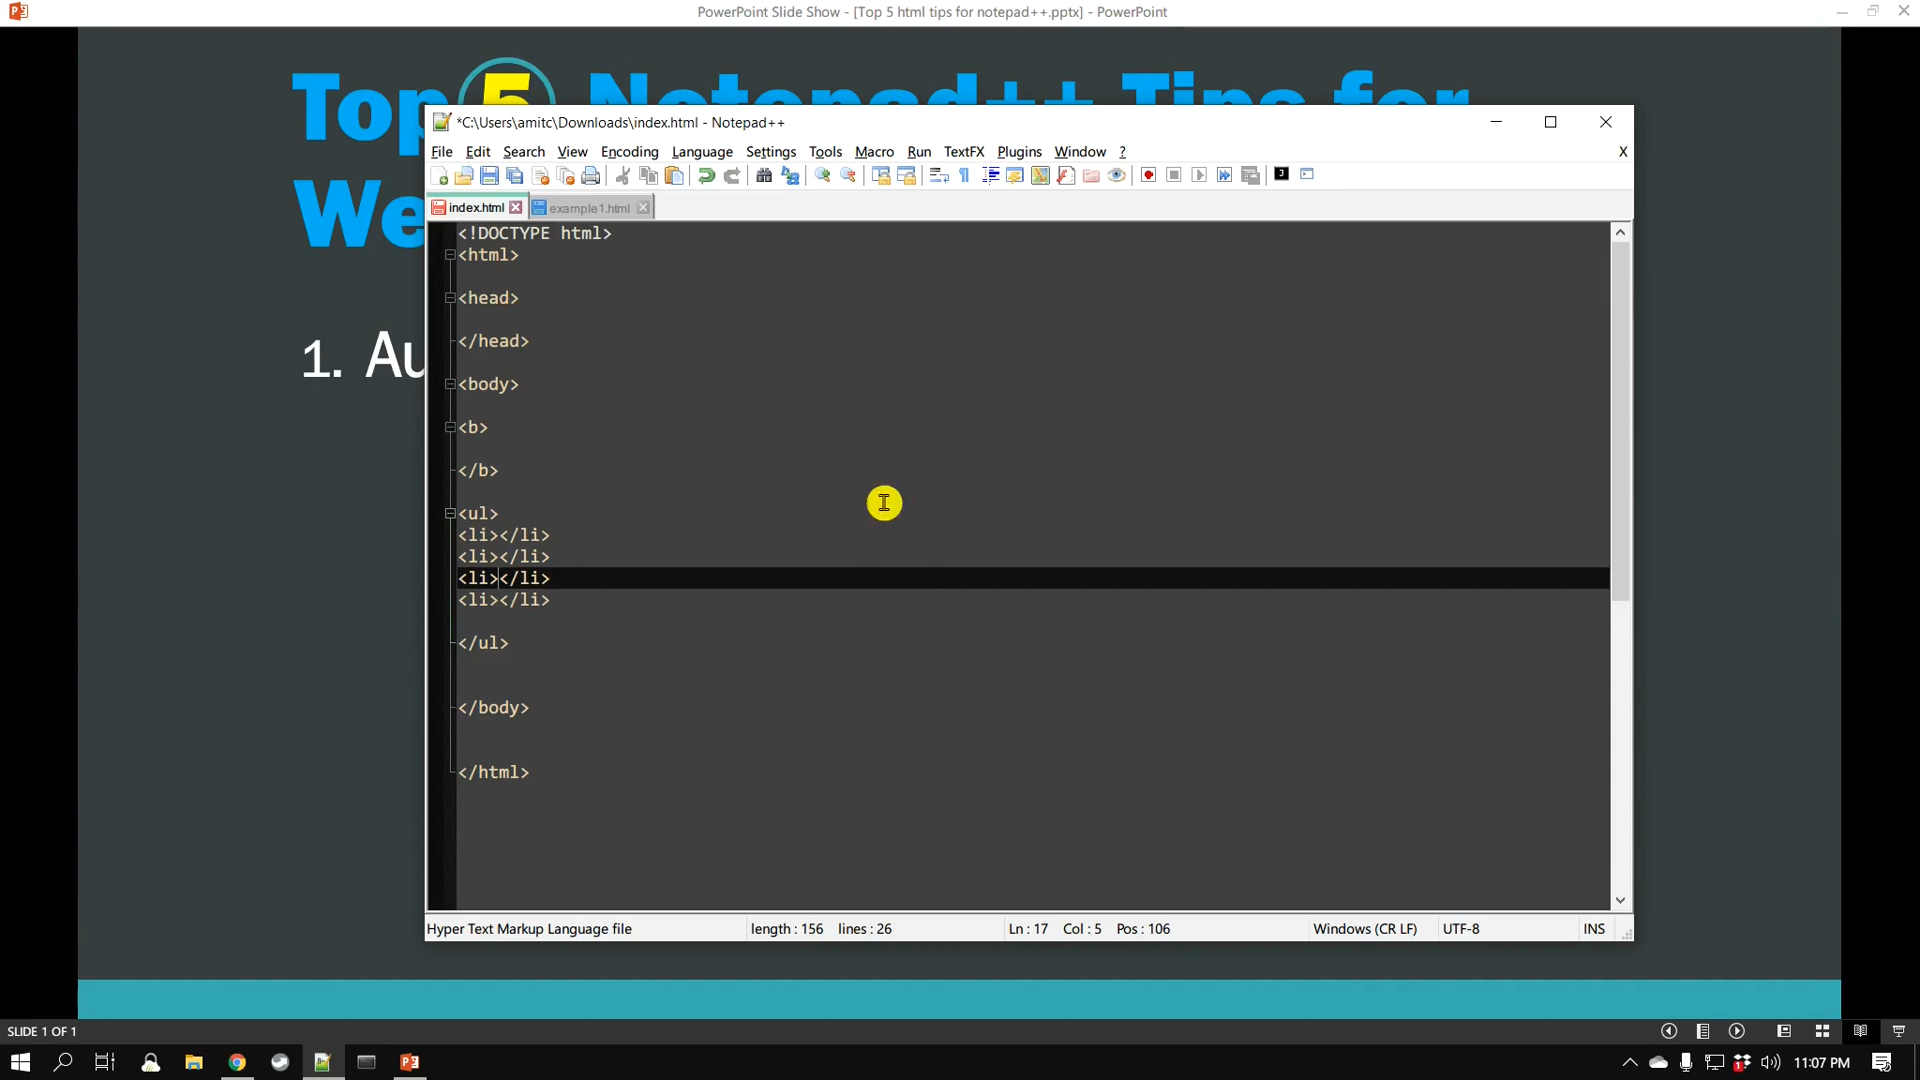 PowerPoint Slide Show - [Top 5 html tips for notepad++.pptx] - PowerPoint
Top 5 Notepad++ Tips for
*C:\Users\amitc\Downloads\index.html - Notepad++
File Edit Search View Encoding Language Settings Tools Macro Run TextFX Plugins Window ? X
index.html example1.html
We
1. Au
<!DOCTYPE html>
<html>
<head>
</head>
<body>
<b>
</b>
<ul>
<li></li>
<li></li>
<li></li>
<li></li>
</ul>
</body>
</html>
Hyper Text Markup Language file length : 156 lines : 26 Ln : 17 Col : 5 Pos : 106 Windows (CR LF) UTF-8 INS
SLIDE 1 OF 1
11:07 PM